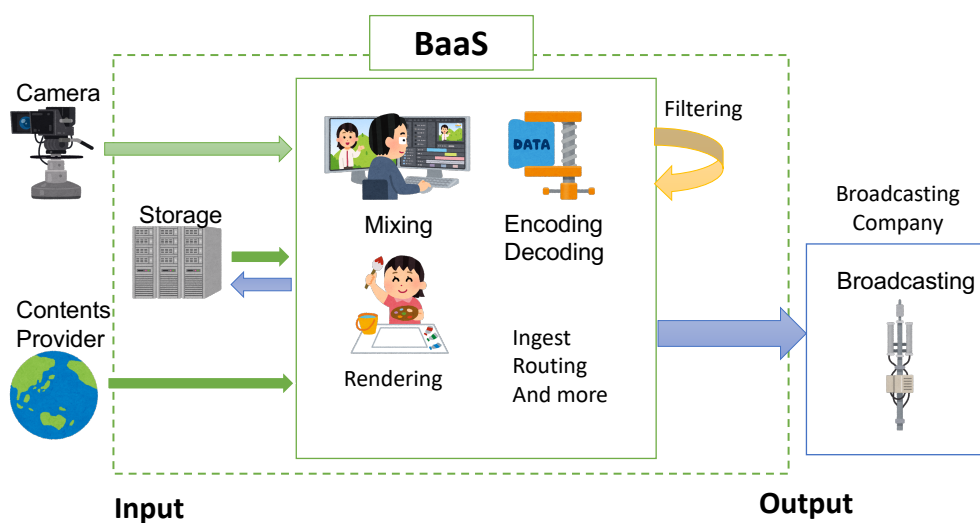 BaaS
Camera
Filtering
DATA
Storage
Mixing
Encoding
Decoding
Broadcasting
Company
Broadcasting
Contents
Provider
Rendering
Ingest
Routing
And more
Input
Output